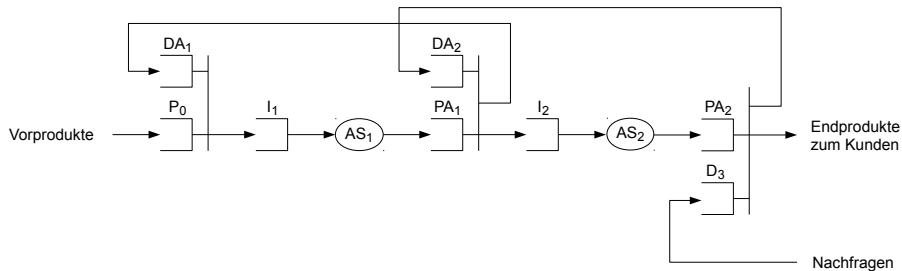 DA1
DA2
P0
I1
PA1
I2
PA2
Vorprodukte
AS1
AS2
Endprodukte
zum Kunden
D3
Nachfragen